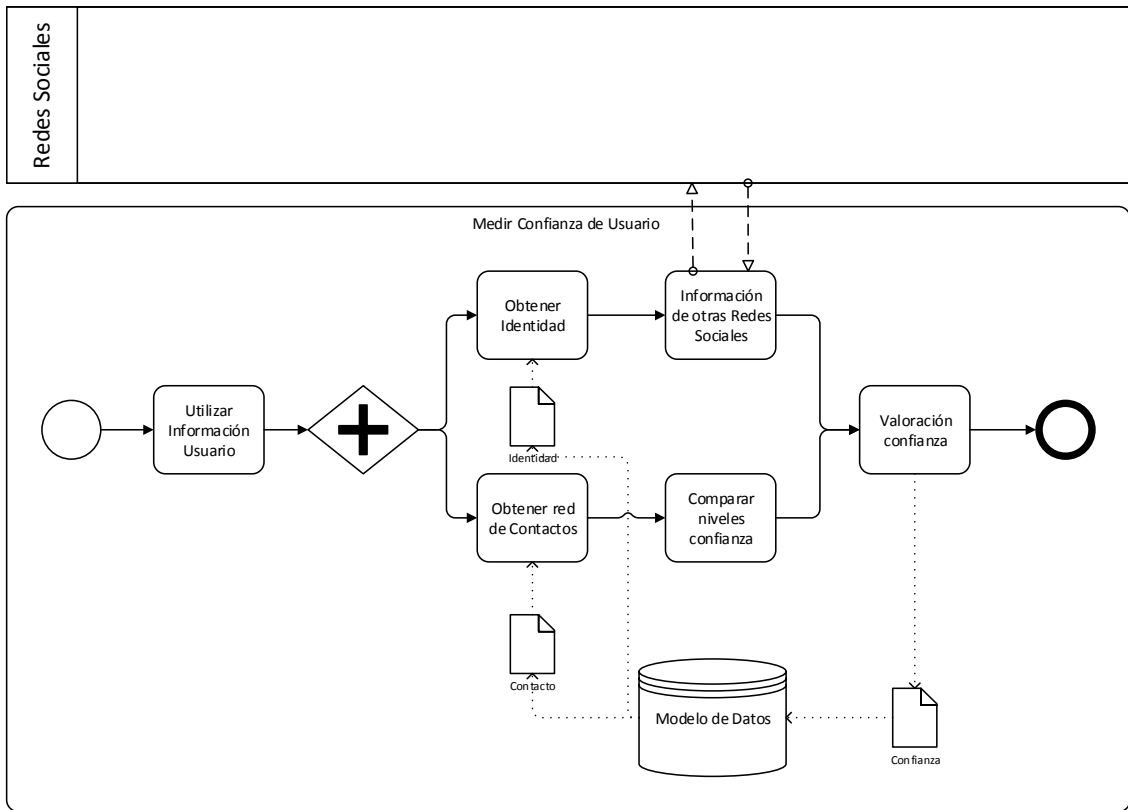 Redes Sociales
Medir Confianza de Usuario
Obtener
Identidad
Información
de otras Redes
Sociales
Utilizar
Información
Usuario
Identidad
Valoración
confianza
Obtener red
de Contactos
Comparar
niveles
confianza
Contacto
Modelo de Datos
Confianza